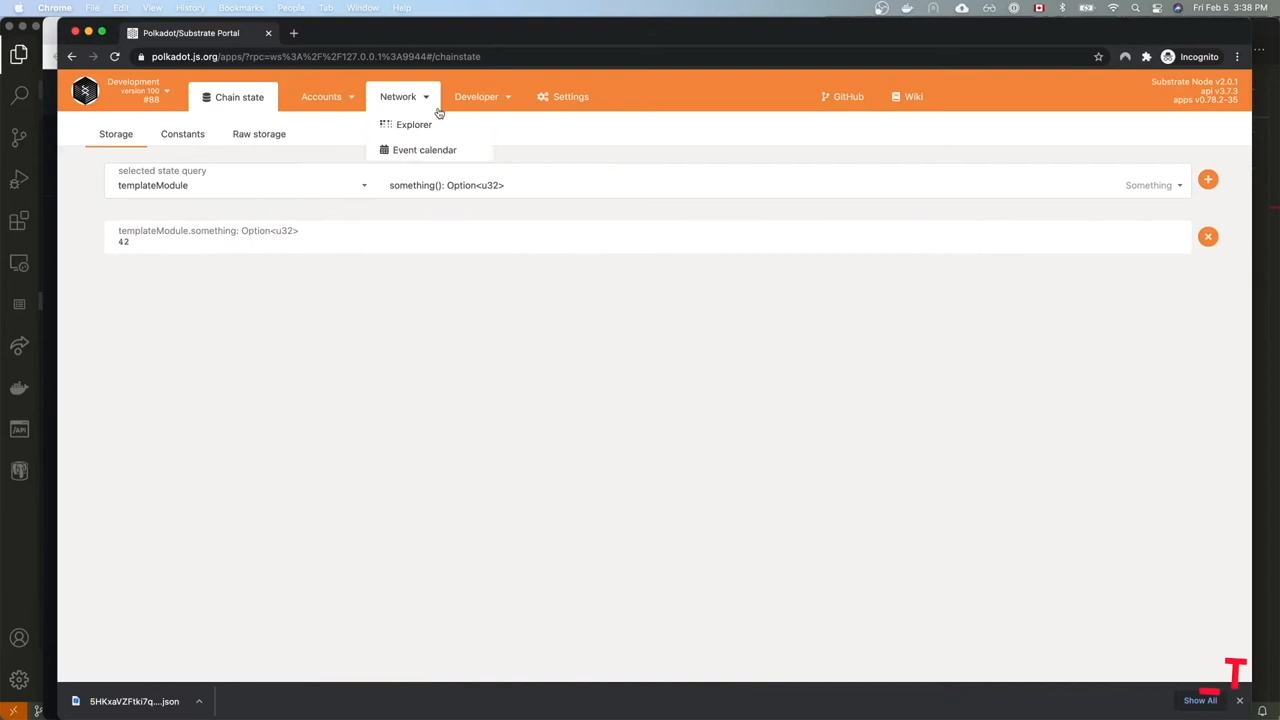 Chrome File Edit View History Bookmarks People Tab Window Help
Fri Feb 5 3:38 PM
Polkadot/Substrate Portal
polkadot.js.org/apps/?rpc=ws%3A%2F%2F127.0.0.1%3A9944#/chainstate
Incognito
Development
version 100
#88
Chain state
Accounts
Network
Developer
Settings
GitHub
Wiki
Substrate Node v2.0.1
api v3.7.3
apps v0.78.2-35
Explorer
Event calendar
Storage
Constants
Raw storage
selected state query
templateModule
something(): Option<u32>
Something
templateModule.something: Option<u32>
42
/API
5HKxaVZFtki7q....json
Show All
T